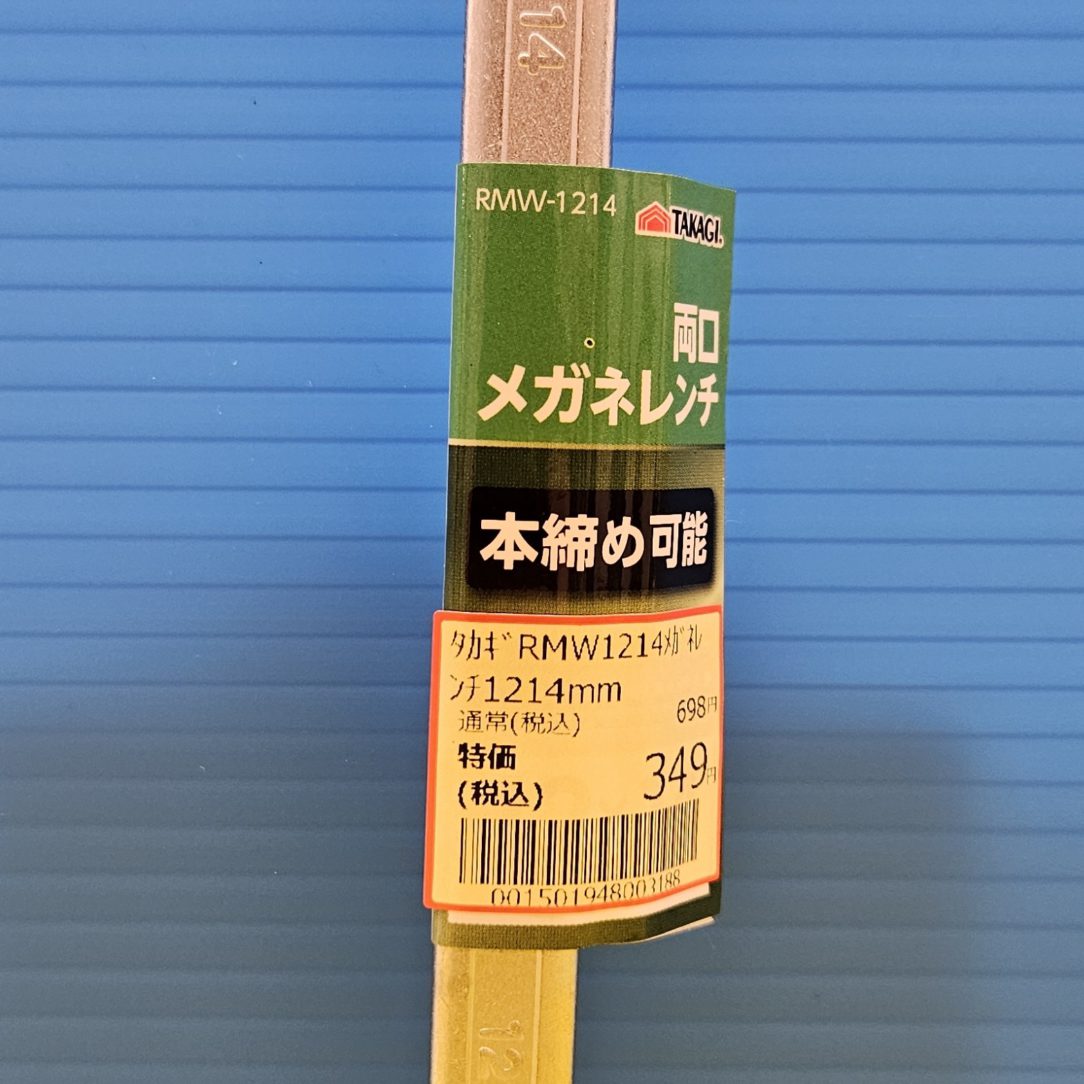 14
RMW-1214
TAKAGI.
両口
メガネレンチ
本締め可能
ﾀｶｷﾞRMW1214ﾒｶﾞﾈﾚ
ﾝﾁ1214mm
通常(税込) 698円
特価
(税込) 349円
001501948003188
12